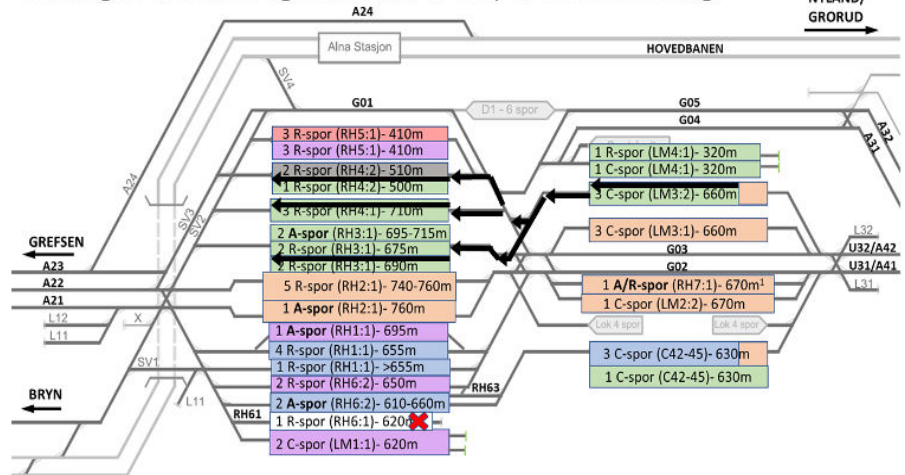 NYLAND/
GRORUD
A24
Alna Stasjon
HOVEDBANEN
SV4
G01
D1 - 6 spor
G05
G04
A32
A31
3 R-spor (RH5:1)- 410m
3 R-spor (RH5:1)- 410m
2 R-spor (RH4:2)- 510m
1 R-spor (RH4:2)- 500m
3 R-spor (RH4:1)- 710m
2 A-spor (RH3:1)- 695-715m
2 R-spor (RH3:1)- 675m
2 R-spor (RH3:1)- 690m
5 R-spor (RH2:1)- 740-760m
1 A-spor (RH2:1)- 760m
1 A-spor (RH1:1)- 695m
4 R-spor (RH1:1)- 655m
1 R-spor (RH1:1)- >655m
2 R-spor (RH6:2)- 650m
2 A-spor (RH6:2)- 610-660m
1 R-spor (RH6:1)- 620m
2 C-spor (LM1:1)- 620m
1 R-spor (LM4:1)- 320m
1 C-spor (LM4:1)- 320m
3 C-spor (LM3:2)- 660m
3 C-spor (LM3:1)- 660m
G03
G02
1 A/R-spor (RH7:1)- 670m¹
1 C-spor (LM2:2)- 670m
Lok 4 spor
Lok 4 spor
3 C-spor (C42-45)- 630m
1 C-spor (C42-45)- 630m
L32
U32/A42
U31/A41
L31
A24
SV3
SV2
GREFSEN
A23
A22
A21
L12
X
L11
SV1
L11
BRYN
RH61
RH63